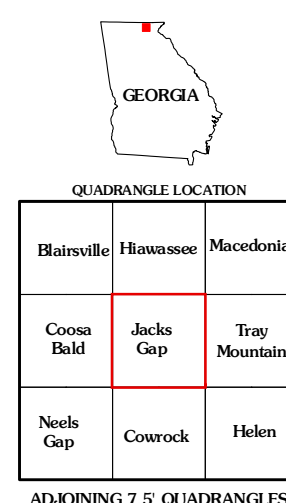 GEORGIA
QUADRANGLE LOCATION
Blairsville Hiawassee Macedonia
Coosa Bald Jacks Gap Tray Mountain
Neels Gap Cowrock Helen
ADJOINING 7.5' QUADRANGLES